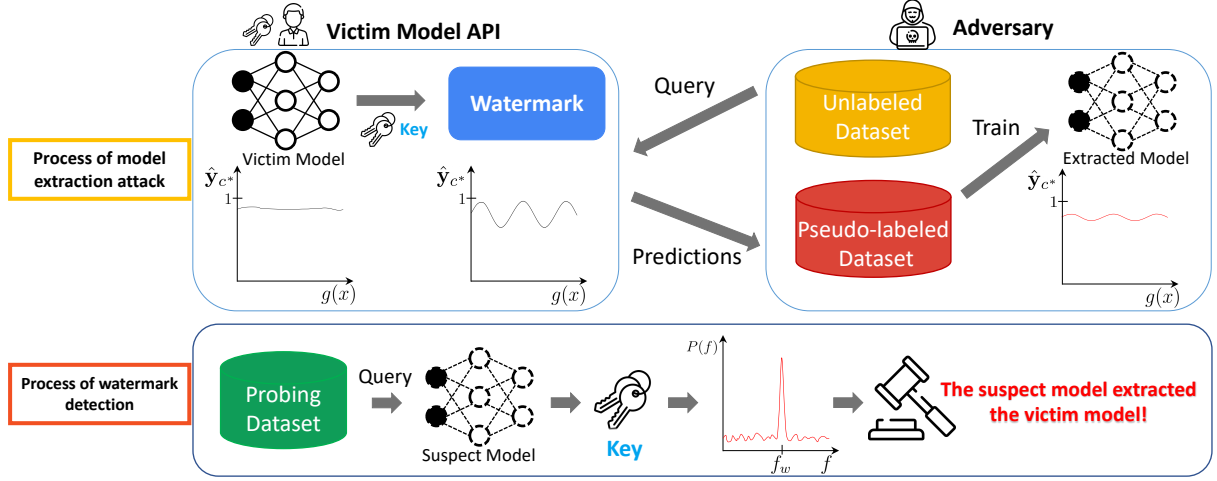 Victim Model API
Adversary
Process of model
extraction attack
Victim Model
Key
Watermark
ŷ_{c*}
1
g(x)
ŷ_{c*}
1
g(x)
Query
Predictions
Unlabeled
Dataset
Pseudo-labeled
Dataset
Train
Extracted Model
ŷ_{c*}
1
g(x)
Process of watermark
detection
Probing
Dataset
Query
Suspect Model
Key
P(f)
f_w
f
The suspect model extracted
the victim model!